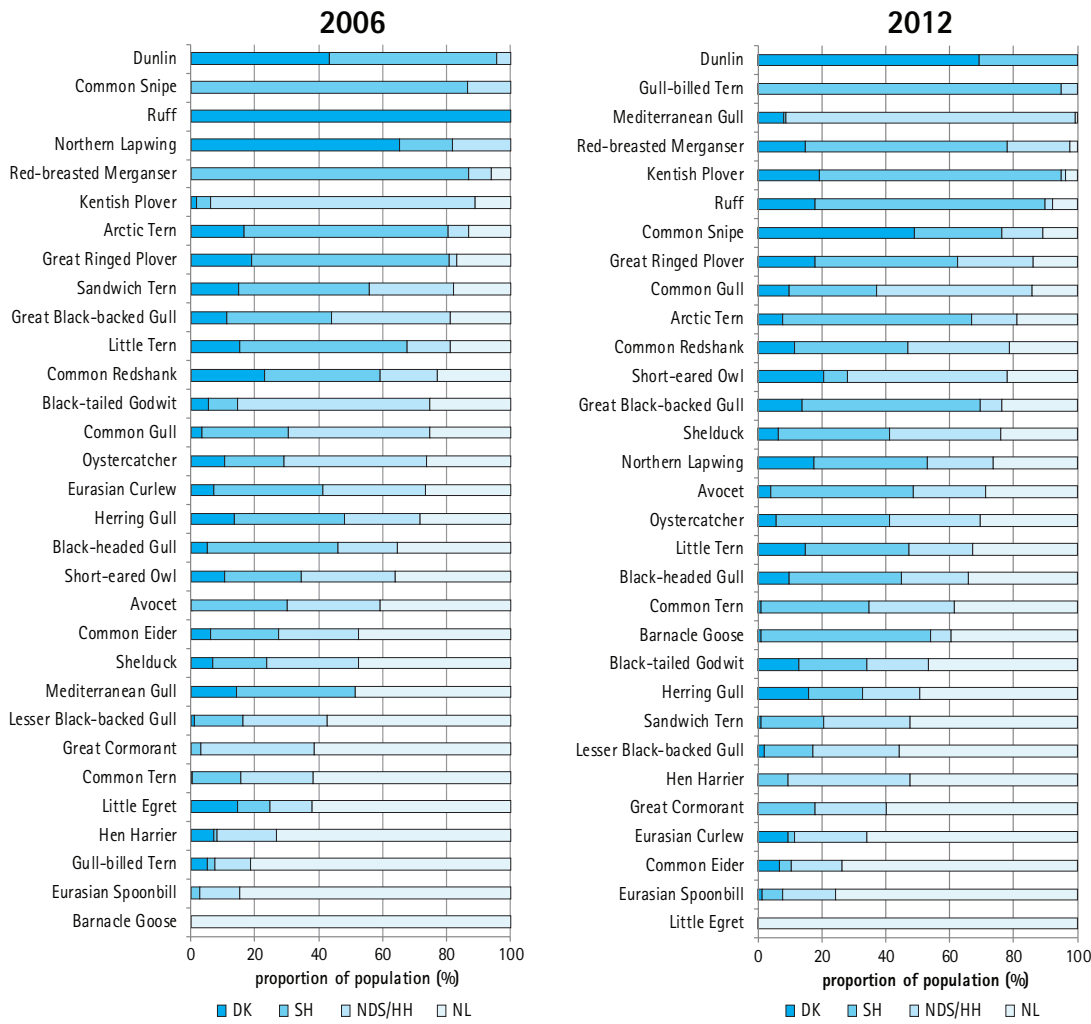 2006
Dunlin
Common Snipe
Ruff
Northern Lapwing
Red-breasted Merganser
Kentish Plover
Arctic Tern
Great Ringed Plover
Sandwich Tern
Great Black-backed Gull
Little Tern
Common Redshank
Black-tailed Godwit
Common Gull
Oystercatcher
Eurasian Curlew
Herring Gull
Black-headed Gull
Short-eared Owl
Avocet
Common Eider
Shelduck
Mediterranean Gull
Lesser Black-backed Gull
Great Cormorant
Common Tern
Little Egret
Hen Harrier
Gull-billed Tern
Eurasian Spoonbill
Barnacle Goose
0 20 40 60 80 100
proportion of population (%)
DK SH NDS/HH NL
2012
Dunlin
Gull-billed Tern
Mediterranean Gull
Red-breasted Merganser
Kentish Plover
Ruff
Common Snipe
Great Ringed Plover
Common Gull
Arctic Tern
Common Redshank
Short-eared Owl
Great Black-backed Gull
Shelduck
Northern Lapwing
Avocet
Oystercatcher
Little Tern
Black-headed Gull
Common Tern
Barnacle Goose
Black-tailed Godwit
Herring Gull
Sandwich Tern
Lesser Black-backed Gull
Hen Harrier
Great Cormorant
Eurasian Curlew
Common Eider
Eurasian Spoonbill
Little Egret
0 20 40 60 80 100
proportion of population (%)
DK SH NDS/HH NL